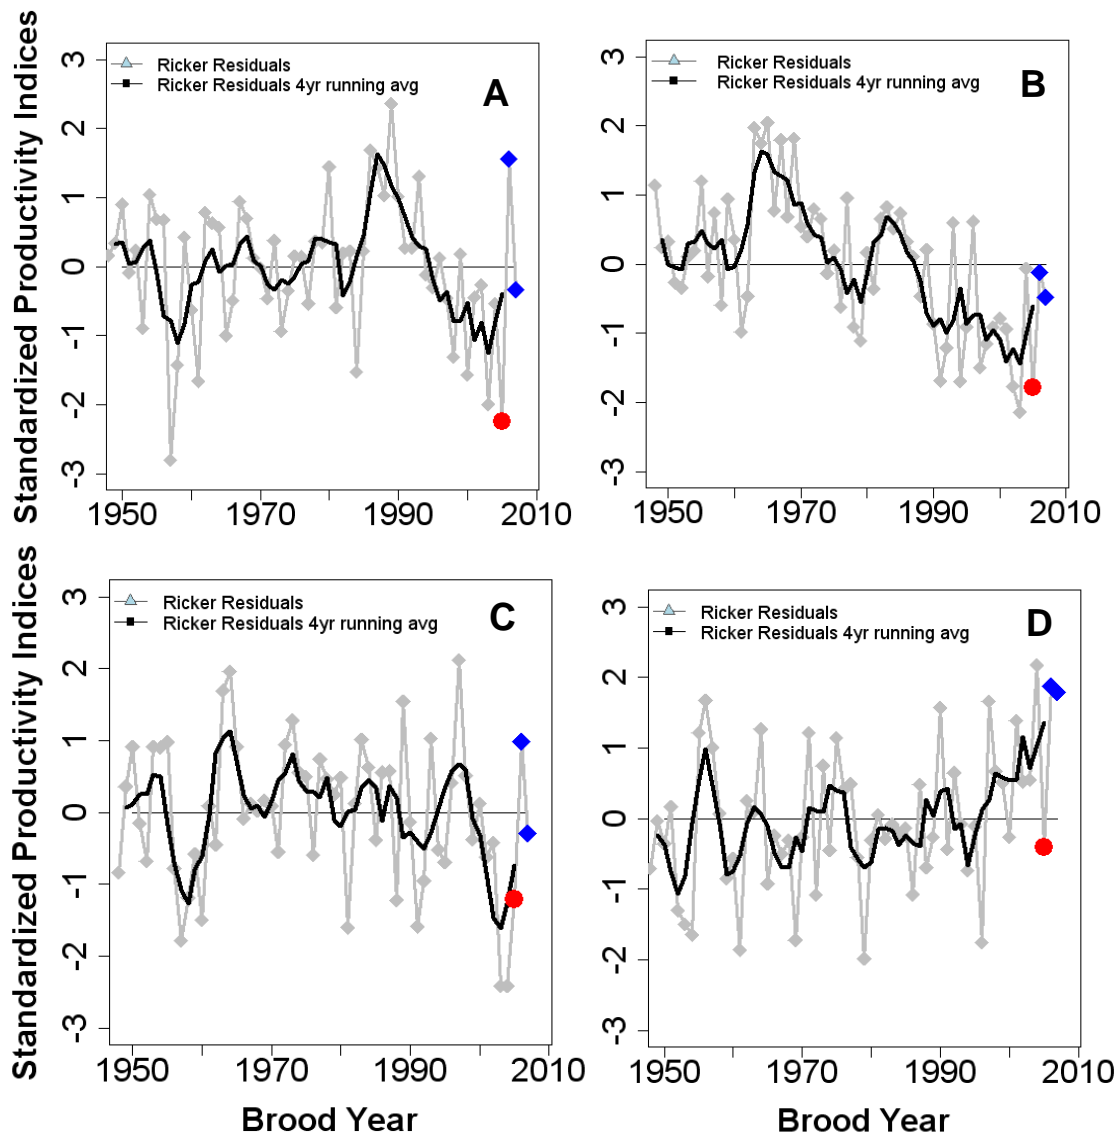 Standardized Productivity Indices
3
2
1
0
-1
-2
-3
Ricker Residuals
Ricker Residuals 4yr running avg
A
1950
1970
1990
2010
3
2
1
0
-1
-2
-3
Ricker Residuals
Ricker Residuals 4yr running avg
B
1950
1970
1990
2010
Standardized Productivity Indices
3
2
1
0
-1
-2
-3
Ricker Residuals
Ricker Residuals 4yr running avg
C
1950
1970
1990
2010
Brood Year
3
2
1
0
-1
-2
-3
Ricker Residuals
Ricker Residuals 4yr running avg
D
1950
1970
1990
2010
Brood Year